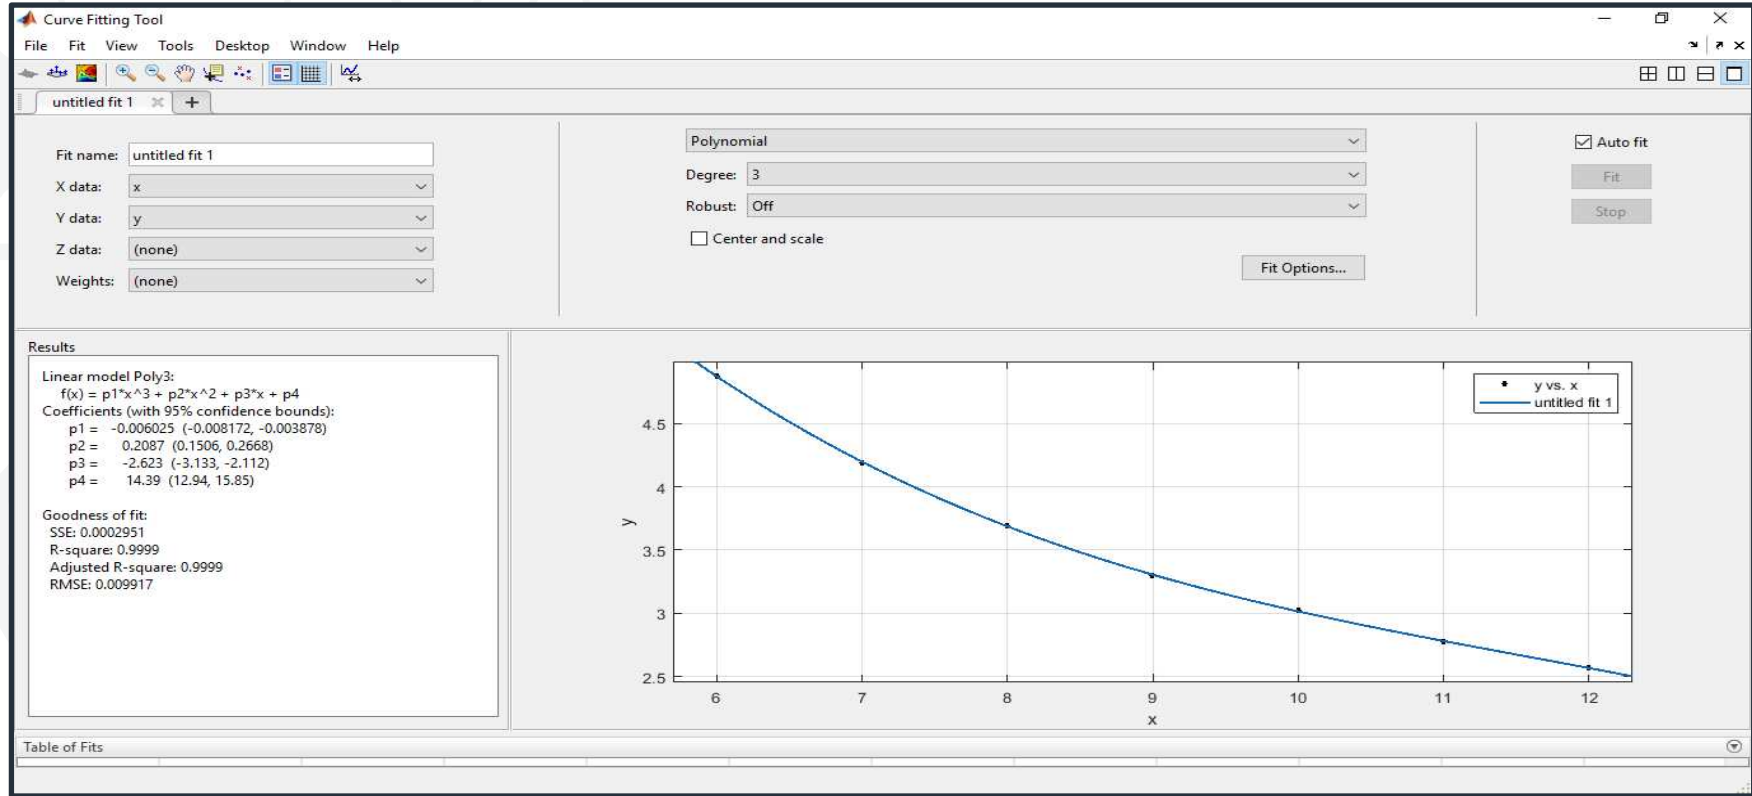 Curve Fitting Tool
File Fit View Tools Desktop Window Help
untitled fit 1
Fit name: untitled fit 1
X data: x
Y data: y
Z data: (none)
Weights: (none)
Polynomial
Degree: 3
Robust: Off
Center and scale
Fit Options...
Auto fit
Fit
Stop
Results
Linear model Poly3:
f(x) = p1*x^3 + p2*x^2 + p3*x + p4
Coefficients (with 95% confidence bounds):
p1 = -0.006025 (-0.008172, -0.003878)
p2 = 0.2087 (0.1506, 0.2668)
p3 = -2.623 (-3.133, -2.112)
p4 = 14.39 (12.94, 15.85)
Goodness of fit:
SSE: 0.0002951
R-square: 0.9999
Adjusted R-square: 0.9999
RMSE: 0.009917
y vs. x
untitled fit 1
4.5
4
3.5
3
2.5
y
6 7 8 9 10 11 12
x
Table of Fits